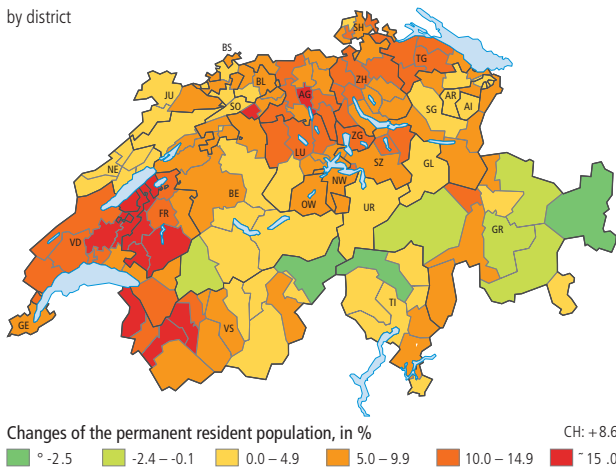 by district
SH
BS
TG
BL
ZH
JU
AG
AR
SO
AI
SG
ZG
LU
SZ
GL
NE
NW
BE
OW
FR
UR
GR
VD
TI
GE
VS
Changes of the permanent resident population, in %
CH: +8.6
° -2.5
-2.4 – -0.1
0.0 – 4.9
5.0 – 9.9
10.0 – 14.9